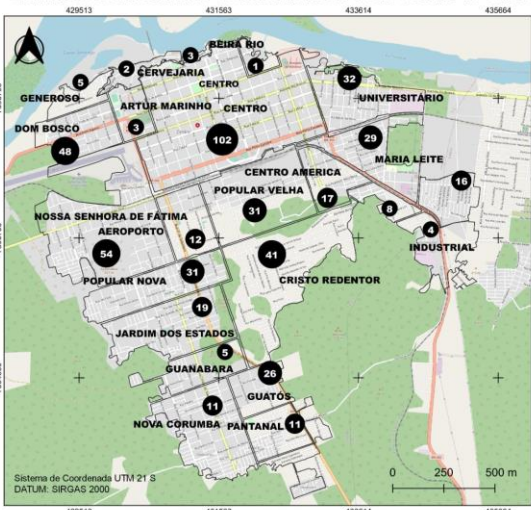 429513 431563 433614 435664
BEIRA RIO
3
1
2
CERVEJARIA
32
5
CENTRO
GENEROSO
UNIVERSITÁRIO
ARTUR MARINHO
CENTRO
DOM BOSCO
3
29
48
102
MARIA LEITE
CENTRO AMERICA
16
POPULAR VELHA
17
NOSSA SENHORA DE FÁTIMA
31
8
AEROPORTO
4
12
INDUSTRIAL
54
41
31
POPULAR NOVA
CRISTO REDENTOR
19
JARDIM DOS ESTADOS
5
GUANABARA
26
GUATÓS
11
NOVA CORUMBA
PANTANAL
11
Sistema de Coordenada UTM 21 S
DATUM: SIRGAS 2000
0 250 500 m